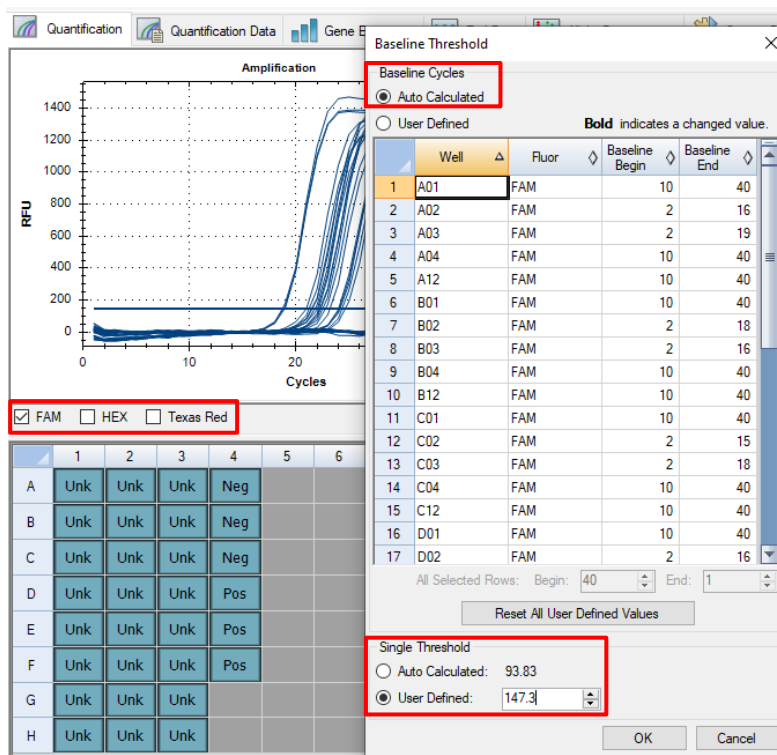 Quantification
Quantification Data
Gene E
Amplification
1400
1200
1000
800
600
400
200
0
RFU
0 10 20
Cycles
FAM HEX Texas Red
1 2 3 4 5 6
A Unk Unk Unk Neg
B Unk Unk Unk Neg
C Unk Unk Unk Neg
D Unk Unk Unk Pos
E Unk Unk Unk Pos
F Unk Unk Unk Pos
G Unk Unk Unk
H Unk Unk Unk
Baseline Threshold
Baseline Cycles
Auto Calculated
User Defined Bold indicates a changed value.
Well Fluor Baseline Begin Baseline End
1 A01 FAM 10 40
2 A02 FAM 2 16
3 A03 FAM 2 19
4 A04 FAM 10 40
5 A12 FAM 10 40
6 B01 FAM 10 40
7 B02 FAM 2 18
8 B03 FAM 2 16
9 B04 FAM 10 40
10 B12 FAM 10 40
11 C01 FAM 10 40
12 C02 FAM 2 15
13 C03 FAM 2 18
14 C04 FAM 10 40
15 C12 FAM 10 40
16 D01 FAM 10 40
17 D02 FAM 2 16
All Selected Rows: Begin: 40 End: 1
Reset All User Defined Values
Single Threshold
Auto Calculated: 93.83
User Defined: 147.3
OK Cancel